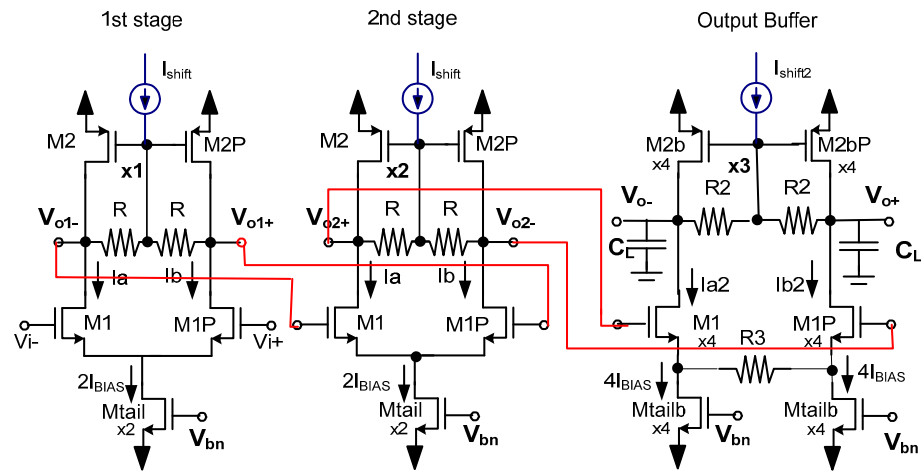 1st stage
2nd stage
Output Buffer
I shift
I shift
I shift2
M2
M2P
M2
M2P
M2b
x4
M2bP
x4
x1
x2
x3
Vo1-
R
R
Vo1+
Vo2+
R
R
Vo2-
Vo-
R2
R2
Vo+
CL
CL
Ia
Ib
Ia
Ib
Ia2
Ib2
Vi-
M1
M1P
Vi+
M1
M1P
M1
x4
M1P
x4
R3
2IBIAS
2IBIAS
4IBIAS
4IBIAS
Mtail
x2
Vbn
Mtail
x2
Vbn
Mtailb
x4
Vbn
Mtailb
x4
Vbn